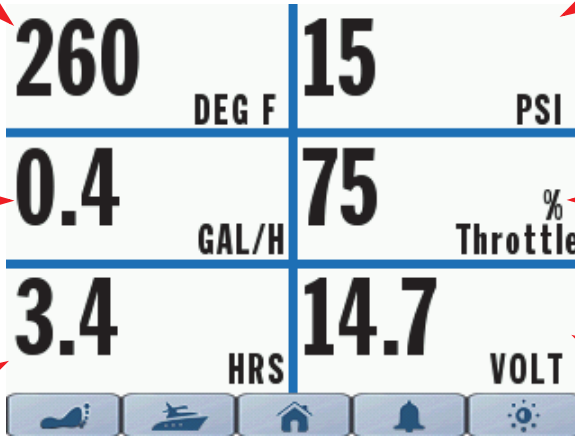 260 DEG F
15 PSI
0.4 GAL/H
75 %
Throttle
3.4 HRS
14.7 VOLT